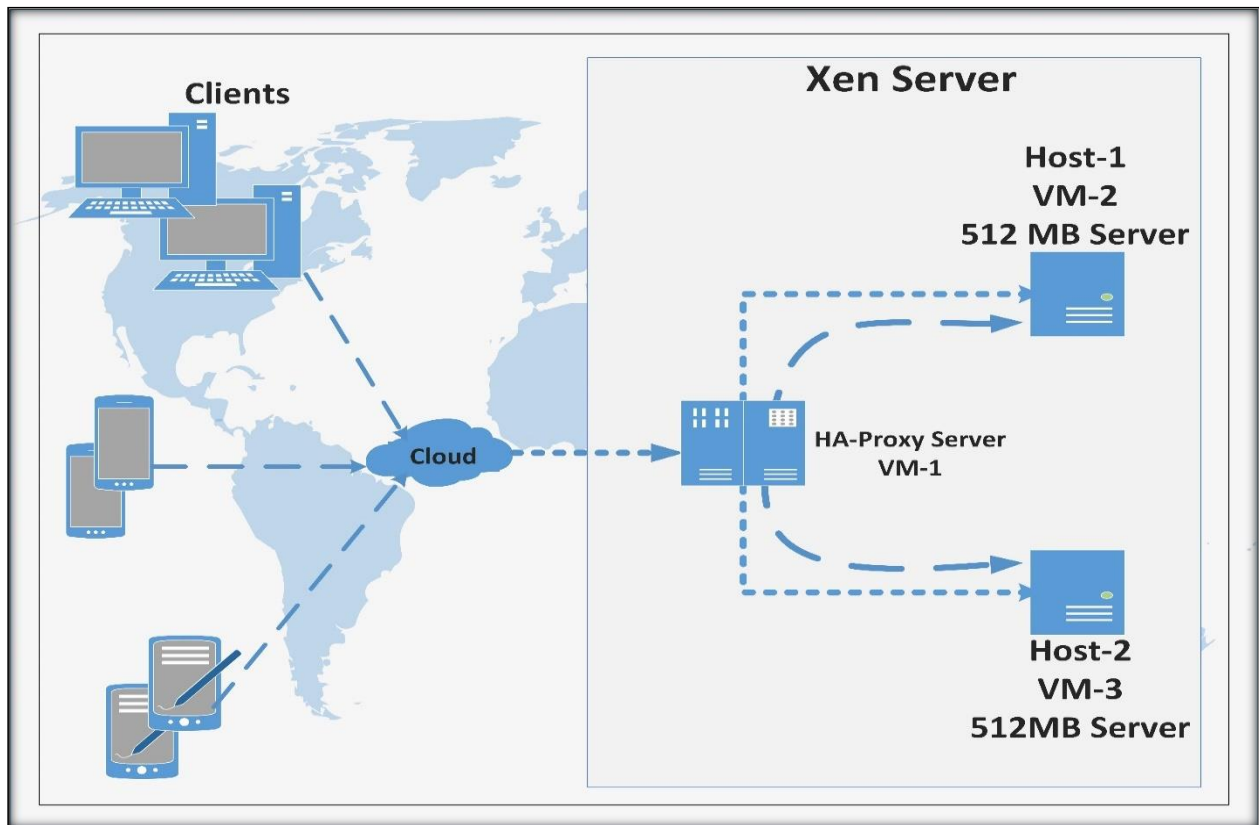 Clients
Xen Server
Host-1
VM-2
512 MB Server
Cloud
HA-Proxy Server
VM-1
Host-2
VM-3
512MB Server